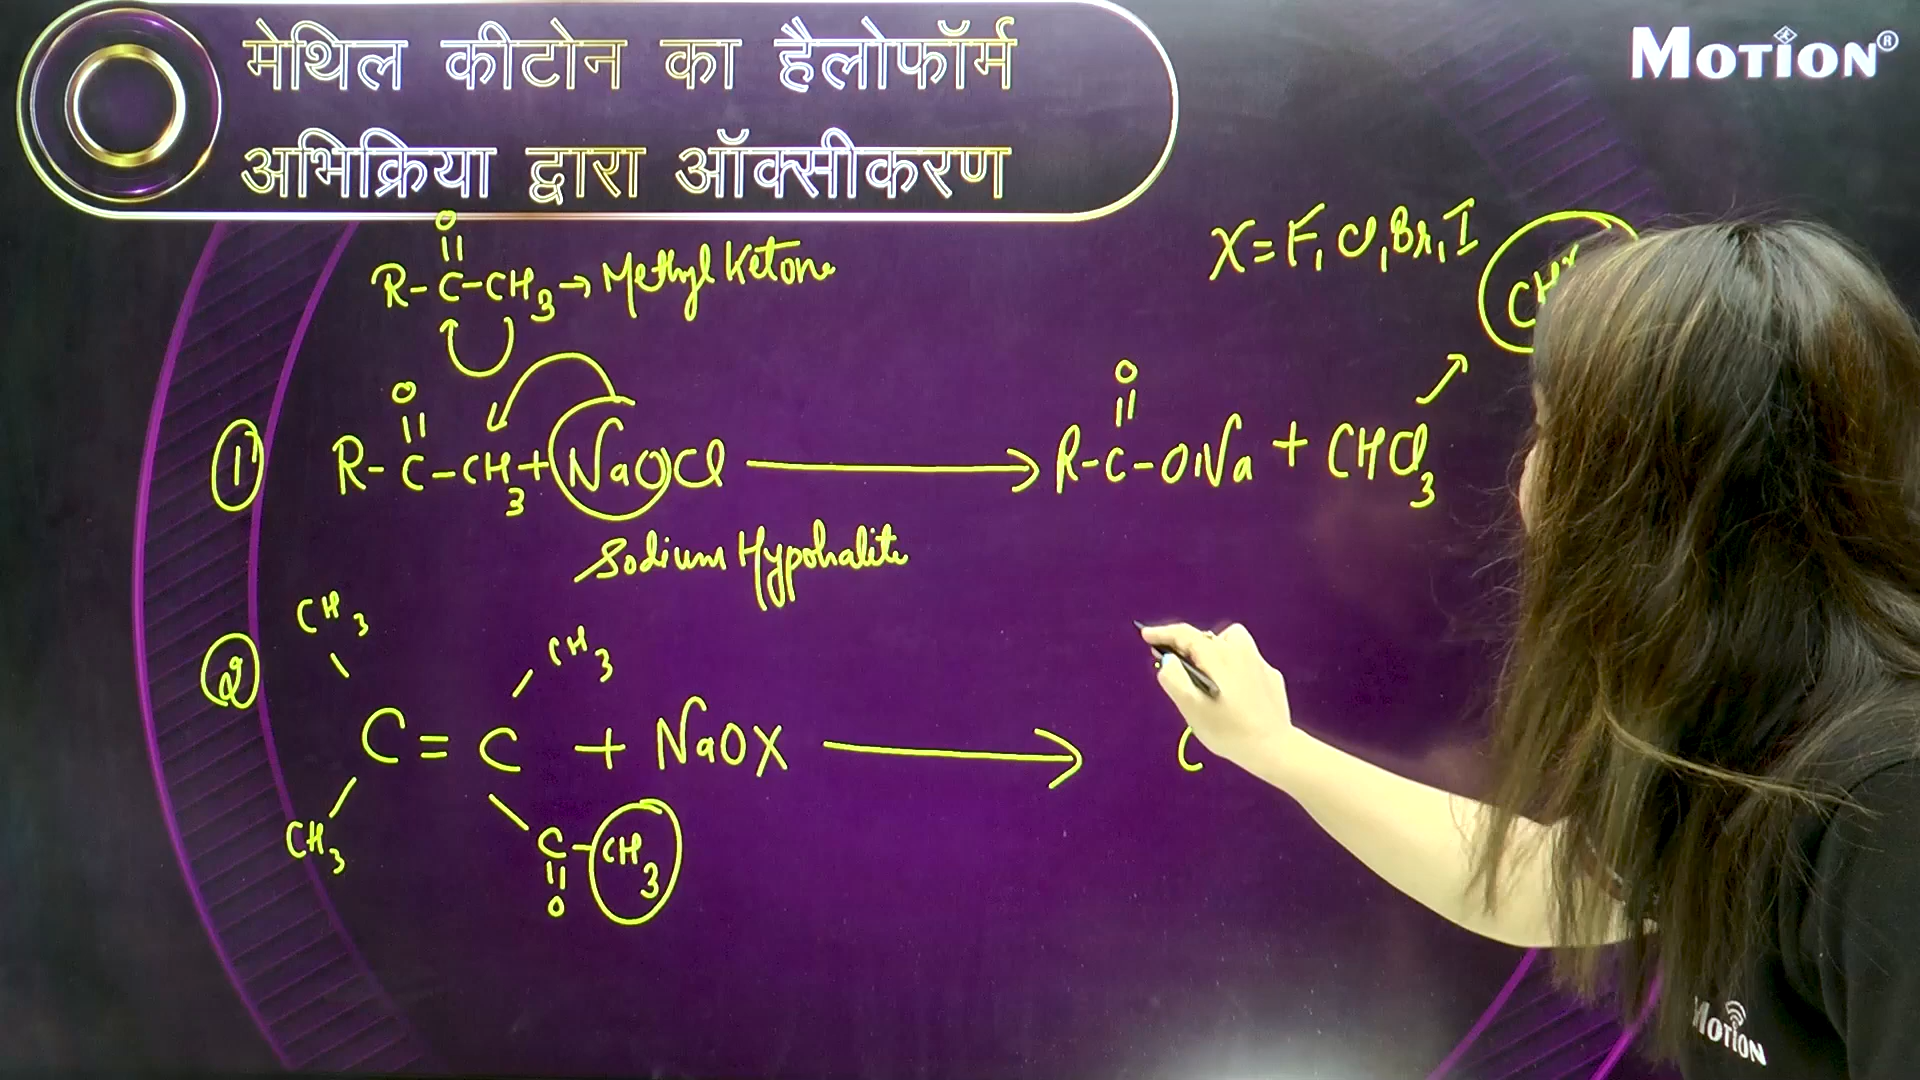 मेथिल कीटोन का हैलोफॉर्म
अभिक्रिया द्वारा ऑक्सीकरण
MOTION®
O
||
R-C-CH3 → Methyl Ketone
X = F, Cl, Br, I
O
||
① R-C-CH3 + NaOCl ⟶
O
||
R-C-ONa + CHCl3
Sodium Hypohalite
②
CH3 CH3
C = C + NaOX ⟶ C
CH3 C-CH3
||
O
MOTION